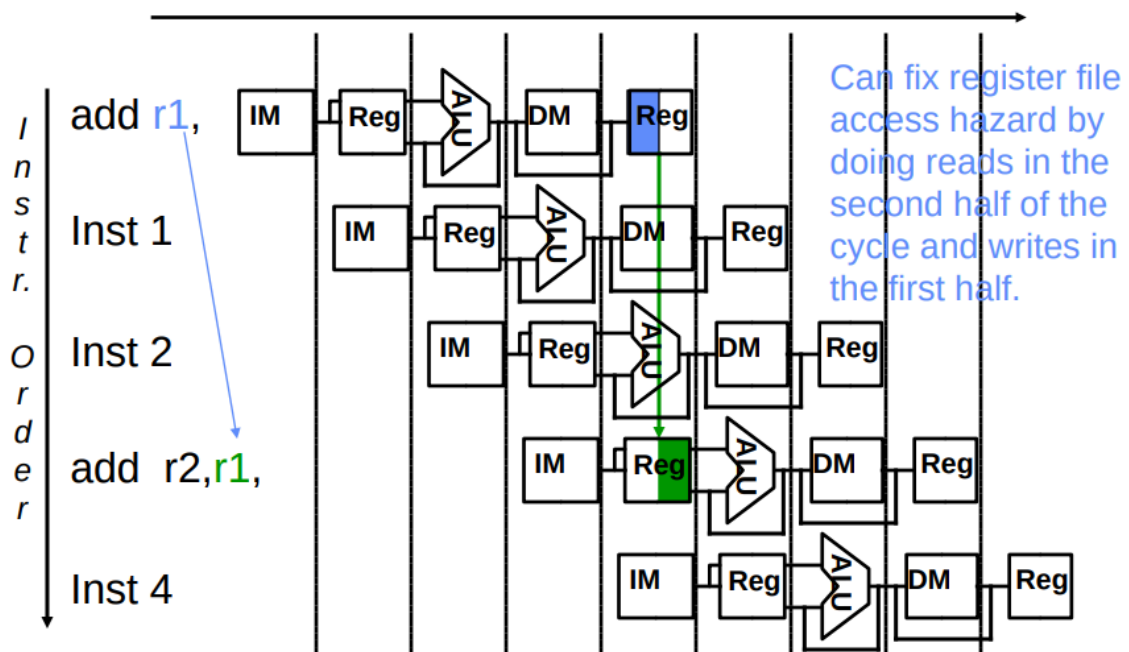 Instr. Order
add r1,
IM Reg ALU DM Reg
Can fix register file
access hazard by
doing reads in the
second half of the
cycle and writes in
the first half.
Inst 1
IM Reg ALU DM Reg
Inst 2
IM Reg ALU DM Reg
add r2,r1,
IM Reg ALU DM Reg
Inst 4
IM Reg ALU DM Reg